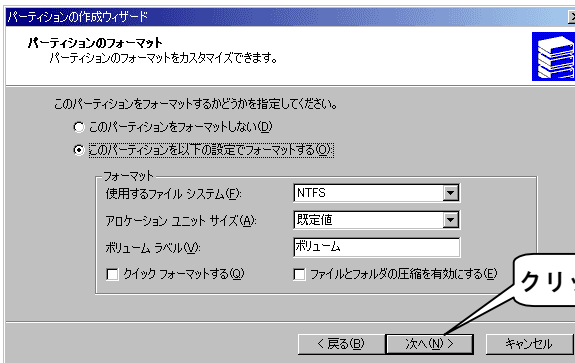 パーティションの作成ウィザード
パーティションのフォーマット
パーティションのフォーマットをカスタマイズできます。
このパーティションをフォーマットするかどうかを指定してください。
このパーティションをフォーマットしない(D)
このパーティションを以下の設定でフォーマットする(O)
フォーマット
使用するファイル システム(F):
NTFS
アロケーション ユニット サイズ(A):
既定値
ボリューム ラベル(V):
ボリューム
クイック フォーマットする(Q)
ファイルとフォルダの圧縮を有効にする(E)
クリッ
< 戻る(B)
次へ(N) >
キャンセル